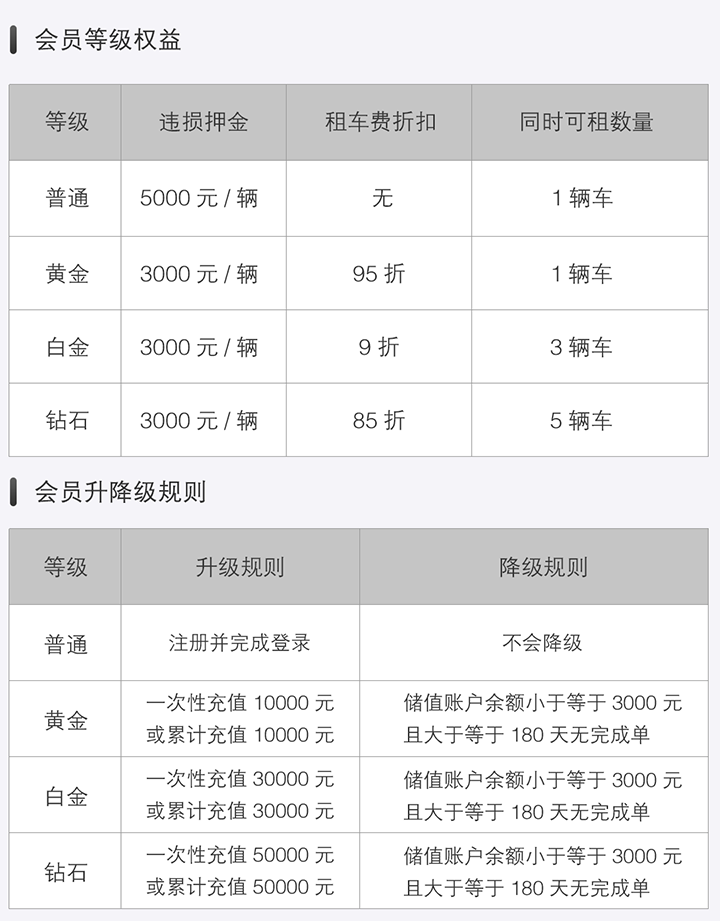 会员等级权益
等级 违损押金 租车费折扣 同时可租数量
普通 5000 元 / 辆 无 1 辆车
黄金 3000 元 / 辆 95 折 1 辆车
白金 3000 元 / 辆 9 折 3 辆车
钻石 3000 元 / 辆 85 折 5 辆车
会员升降级规则
等级 升级规则 降级规则
普通 注册并完成登录 不会降级
黄金 一次性充值 10000 元 储值账户余额小于等于 3000 元
或累计充值 10000 元 且大于等于 180 天无完成单
白金 一次性充值 30000 元 储值账户余额小于等于 3000 元
或累计充值 30000 元 且大于等于 180 天无完成单
钻石 一次性充值 50000 元 储值账户余额小于等于 3000 元
或累计充值 50000 元 且大于等于 180 天无完成单